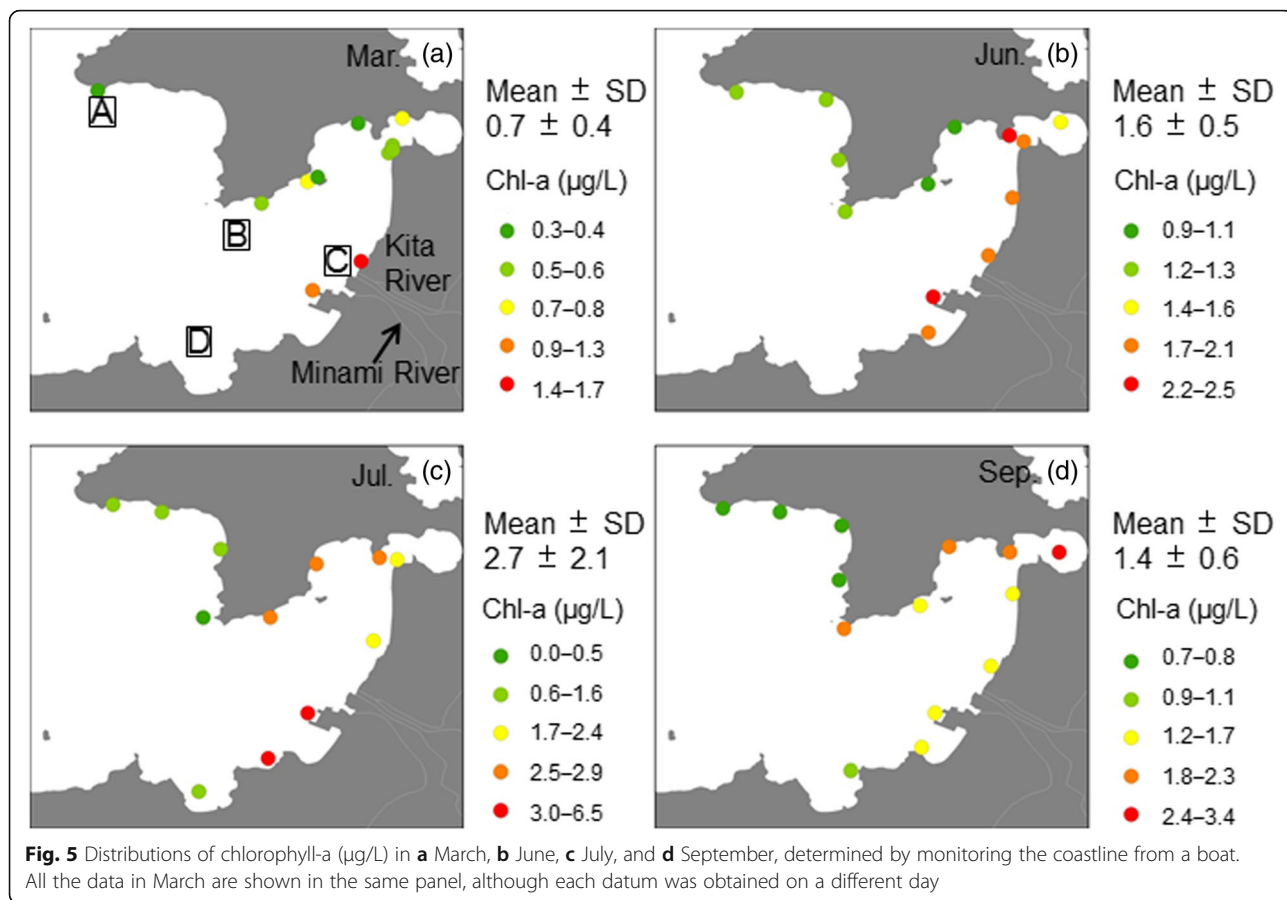 Mar. (a)
A
B
C
D
Kita
River
Minami River
Mean ± SD
0.7 ± 0.4
Chl-a (µg/L)
0.3–0.4
0.5–0.6
0.7–0.8
0.9–1.3
1.4–1.7
Jun. (b)
Mean ± SD
1.6 ± 0.5
Chl-a (µg/L)
0.9–1.1
1.2–1.3
1.4–1.6
1.7–2.1
2.2–2.5
Jul. (c)
Mean ± SD
2.7 ± 2.1
Chl-a (µg/L)
0.0–0.5
0.6–1.6
1.7–2.4
2.5–2.9
3.0–6.5
Sep. (d)
Mean ± SD
1.4 ± 0.6
Chl-a (µg/L)
0.7–0.8
0.9–1.1
1.2–1.7
1.8–2.3
2.4–3.4
Fig. 5 Distributions of chlorophyll-a (µg/L) in a March, b June, c July, and d September, determined by monitoring the coastline from a boat.
All the data in March are shown in the same panel, although each datum was obtained on a different day